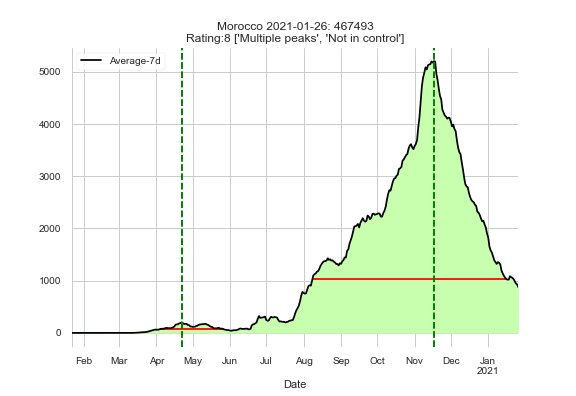 Morocco 2021-01-26: 467493
Rating:8 ['Multiple peaks', 'Not in control']
Average-7d
5000
4000
3000
2000
1000
0
Feb Mar Apr May Jun Jul Aug Sep Oct Nov Dec Jan
2021
Date